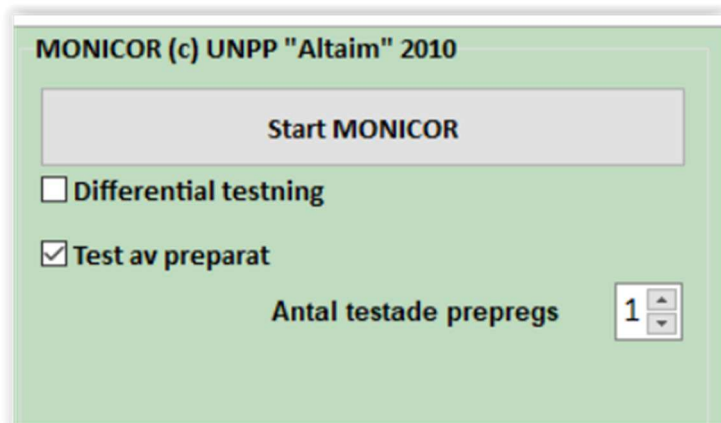 MONICOR (c) UNPP "Altaim" 2010
Start MONICOR
Differential testning
Test av preparat
Antal testade prepregs 1